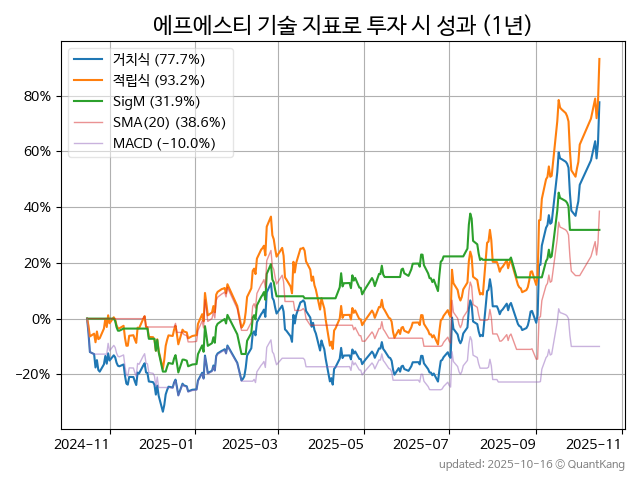 에프에스티 기술 지표로 투자 시 성과 (1년)
거치식 (77.7%)
적립식 (93.2%)
SigM (31.9%)
SMA(20) (38.6%)
MACD (−10.0%)
80%
60%
40%
20%
0%
−20%
2024-11 2025-01 2025-03 2025-05 2025-07 2025-09 2025-11
updated: 2025-10-16 © QuantKang